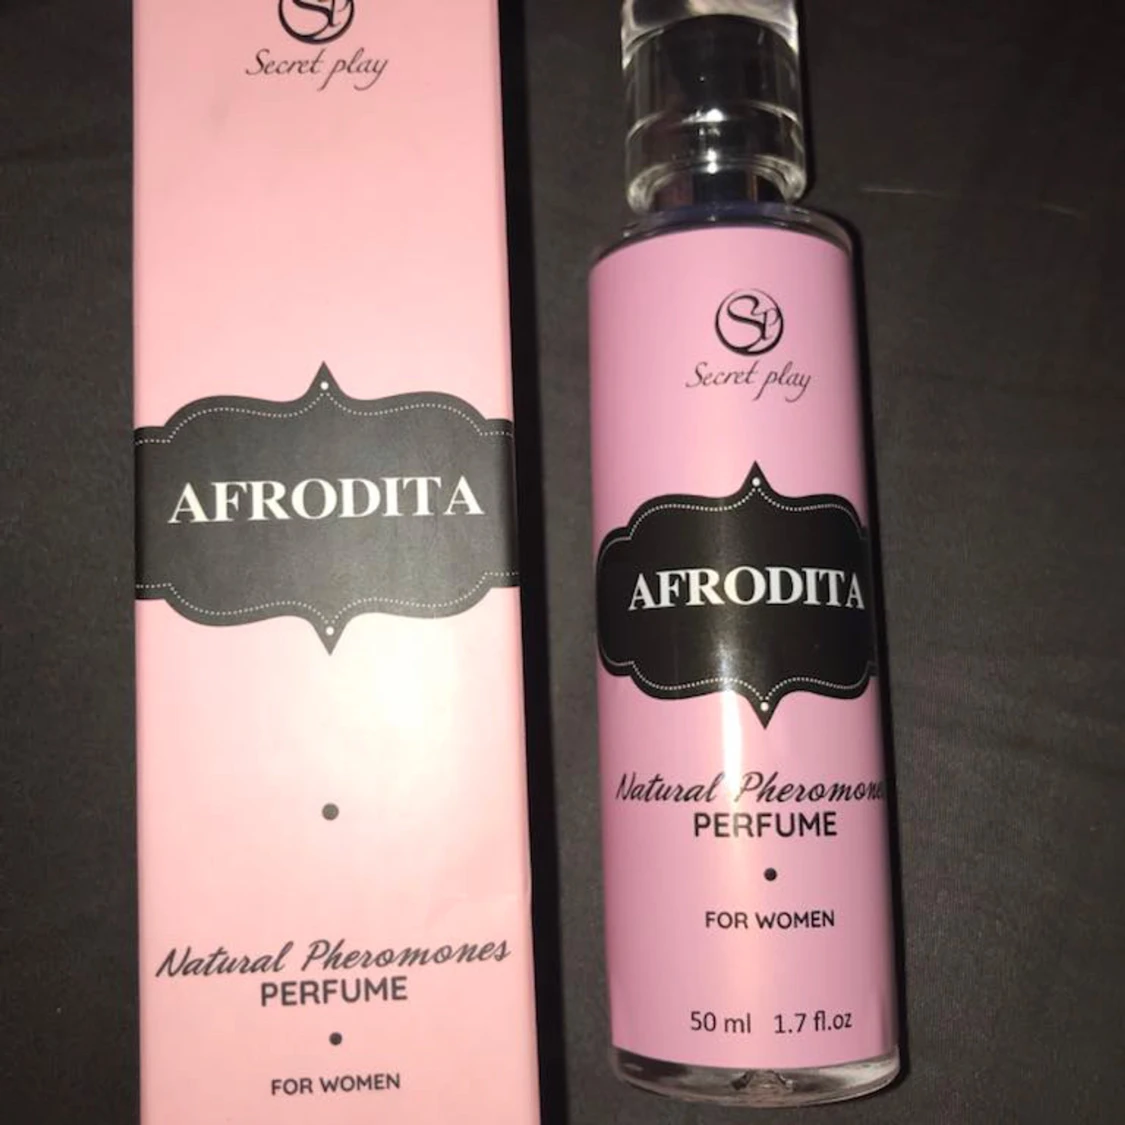 SP
Secret play
AFRODITA
Natural Pheromones
PERFUME
FOR WOMEN
SP
Secret play
AFRODITA
Natural Pheromones
PERFUME
FOR WOMEN
50 ml 1.7 fl.oz